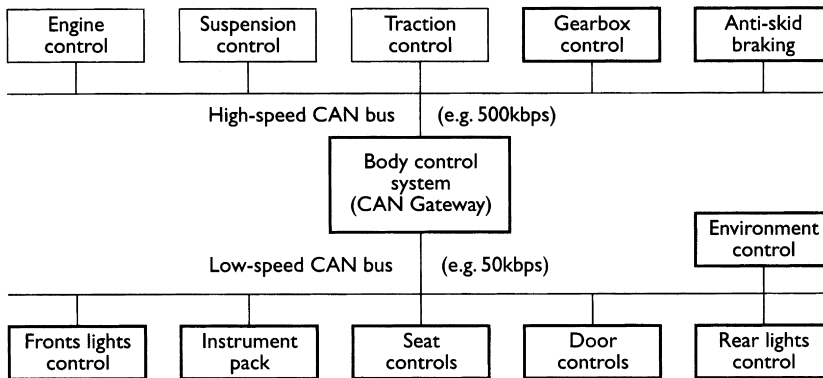 Engine
control
Suspension
control
Traction
control
Gearbox
control
Anti-skid
braking
High-speed CAN bus
(e.g. 500kbps)
Body control
system
(CAN Gateway)
Environment
control
Low-speed CAN bus
(e.g. 50kbps)
Fronts lights
control
Instrument
pack
Seat
controls
Door
controls
Rear lights
control